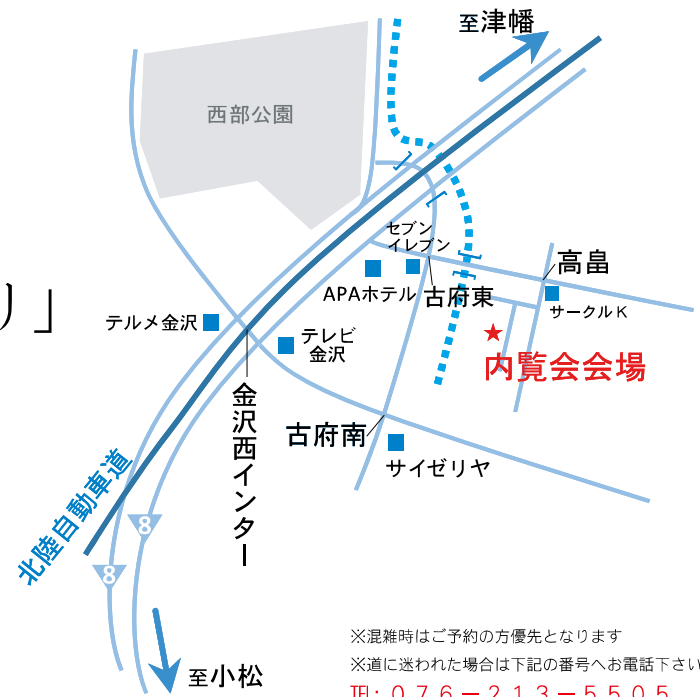 至津幡
西部公園
セブン
イレブン
高畠
APAホテル
古府東
サークルK
り」
テルメ金沢
テレビ
金沢
内覧会会場
金沢西インター
古府南
サイゼリヤ
北陸自動車道
8
8
至小松
※混雑時はご予約の方優先となります
※道に迷われた場合は下記の番号へお電話下さい
TEL: 076-213-5505